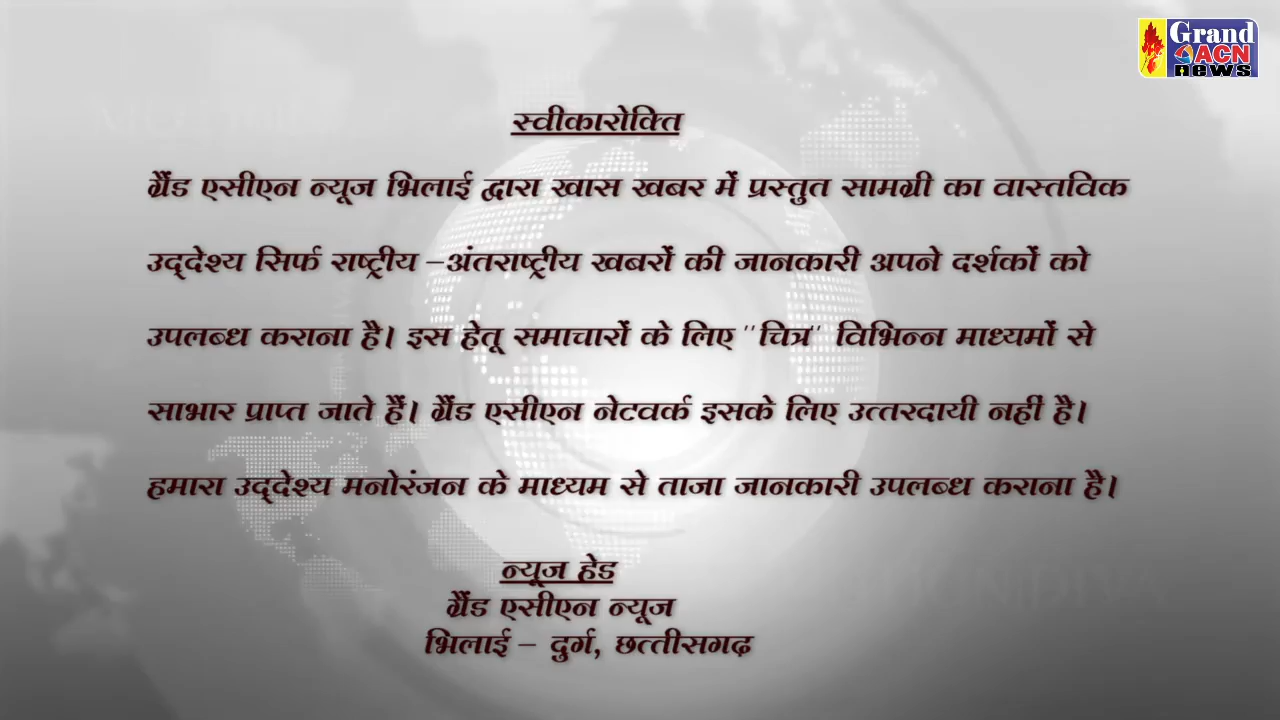 Grand
ACN
news
स्वीकारोक्ति
ग्रैंड एसीएन न्यूज भिलाई द्वारा खास खबर में प्रस्तुत सामग्री का वास्तविक
उद्देश्य सिर्फ राष्ट्रीय –अंतराष्ट्रीय खबरों की जानकारी अपने दर्शकों को
उपलब्ध कराना है। इस हेतू समाचारों के लिए "चित्र" विभिन्न माध्यमों से
साभार प्राप्त जाते हैं। ग्रैंड एसीएन नेटवर्क इसके लिए उत्तरदायी नहीं है।
हमारा उद्देश्य मनोरंजन के माध्यम से ताजा जानकारी उपलब्ध कराना है।
न्यूज हेड
ग्रैंड एसीएन न्यूज
भिलाई – दुर्ग, छत्तीसगढ़